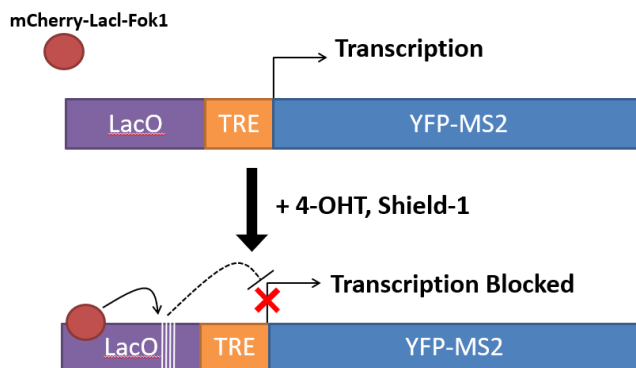 mCherry-LacI-Fok1
Transcription
LacO TRE YFP-MS2
+ 4-OHT, Shield-1
Transcription Blocked
LacO TRE YFP-MS2